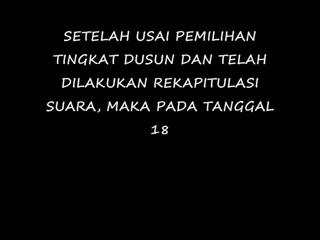 SETELAH USAI PEMILIHAN
TINGKAT DUSUN DAN TELAH
DILAKUKAN REKAPITULASI
SUARA, MAKA PADA TANGGAL
18